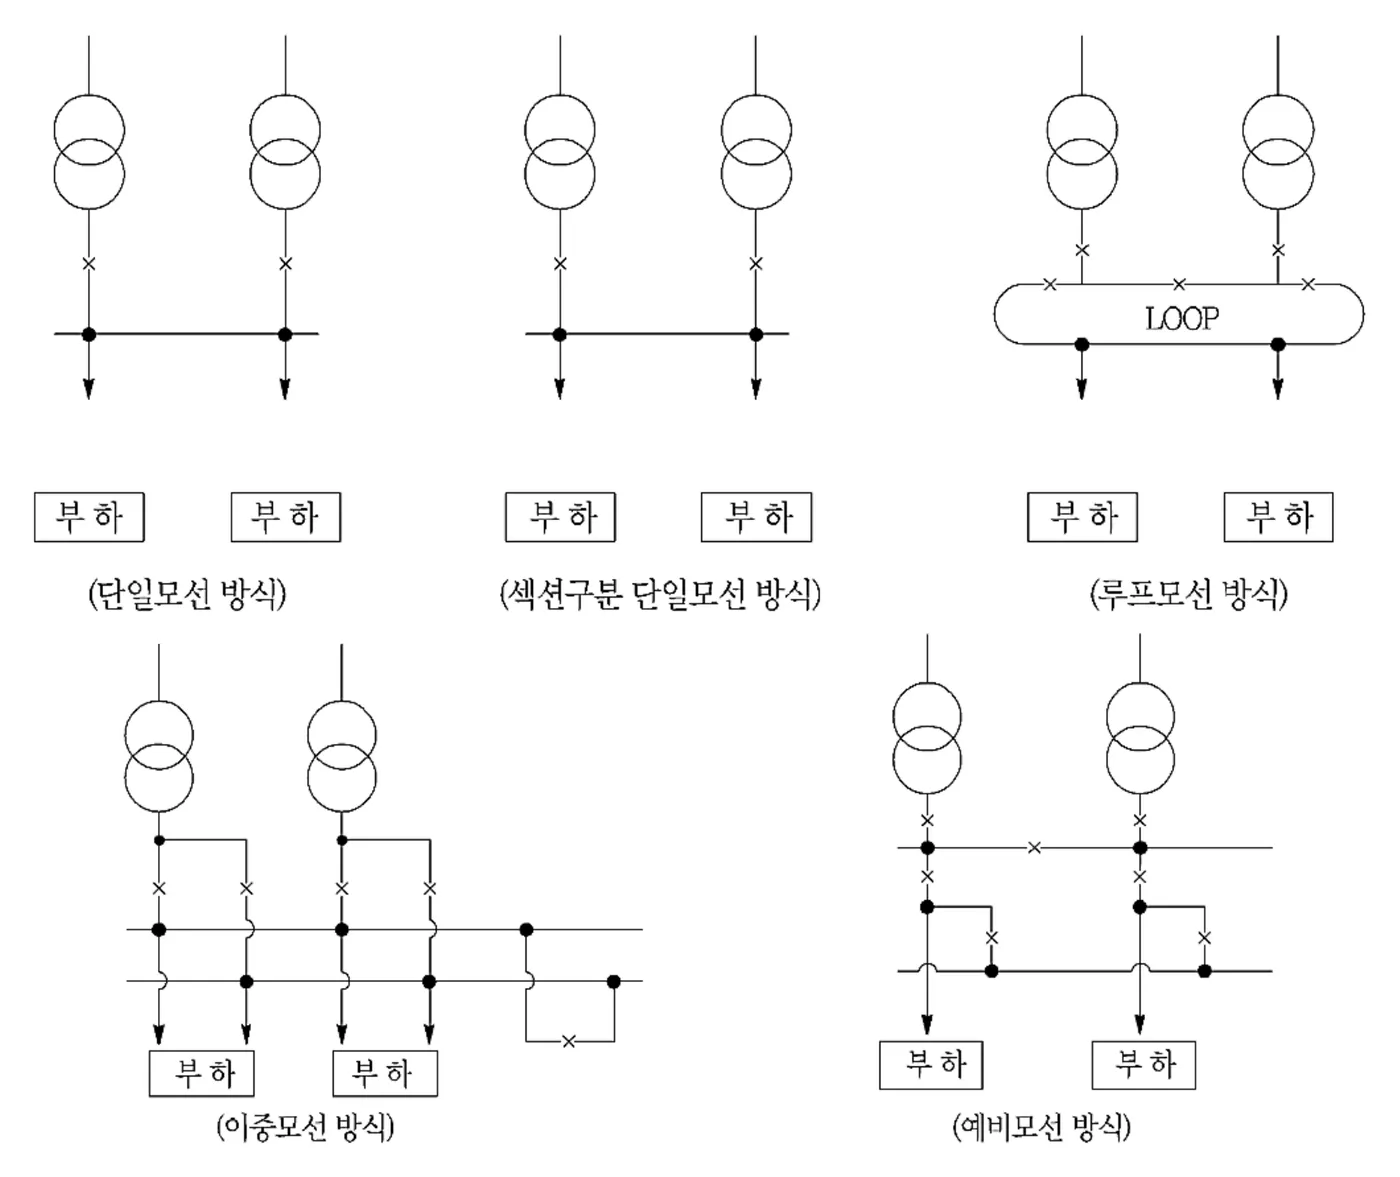 LOOP
부 하 부 하 부 하 부 하 부 하 부 하
(단일모선 방식) (섹션구분 단일모선 방식) (루프모선 방식)
부 하 부 하 부 하 부 하
(이중모선 방식) (예비모선 방식)